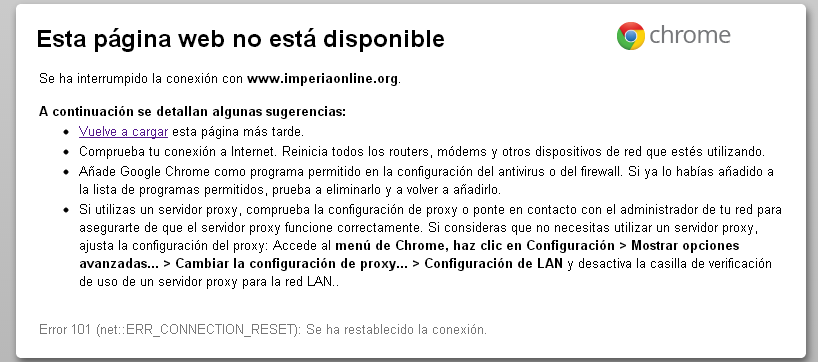 Esta página web no está disponible
chrome
Se ha interrumpido la conexión con www.imperiaonline.org.
A continuación se detallan algunas sugerencias:
• Vuelve a cargar esta página más tarde.
• Comprueba tu conexión a Internet. Reinicia todos los routers, módems y otros dispositivos de red que estés utilizando.
• Añade Google Chrome como programa permitido en la configuración del antivirus o del firewall. Si ya lo habías añadido a
la lista de programas permitidos, prueba a eliminarlo y a volver a añadirlo.
• Si utilizas un servidor proxy, comprueba la configuración de proxy o ponte en contacto con el administrador de tu red para
asegurarte de que el servidor proxy funcione correctamente. Si consideras que no necesitas utilizar un servidor proxy,
ajusta la configuración del proxy: Accede al menú de Chrome, haz clic en Configuración > Mostrar opciones
avanzadas... > Cambiar la configuración de proxy... > Configuración de LAN y desactiva la casilla de verificación
de uso de un servidor proxy para la red LAN..
Error 101 (net::ERR_CONNECTION_RESET): Se ha restablecido la conexión.